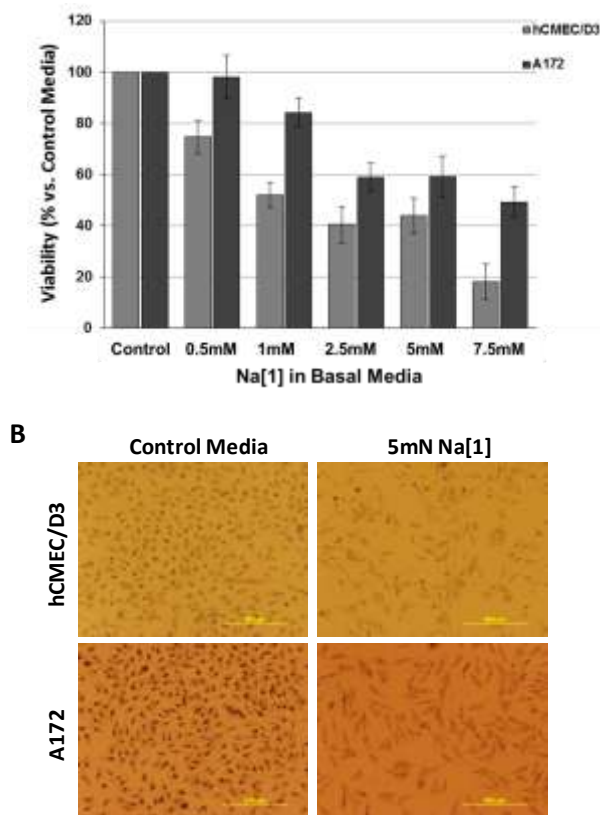 120
100
80
60
40
20
0
Viability (% vs. Control Media)
hCMEC/D3
A172
Control 0.5mM 1mM 2.5mM 5mM 7.5mM
Na[1] in Basal Media
B
Control Media 5mN Na[1]
hCMEC/D3
A172